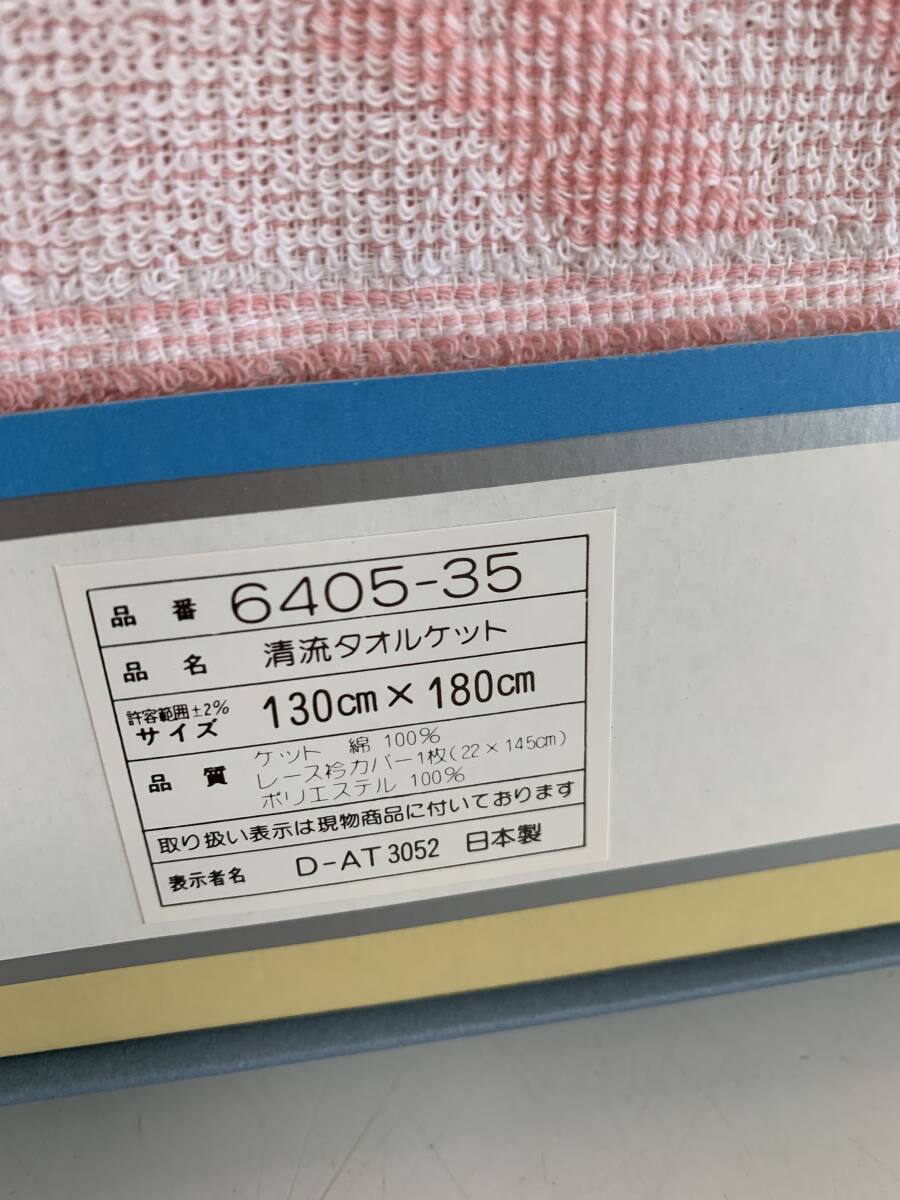 品番 6405-35
品名 清流タオルケット
許容範囲±2%
サイズ 130cm×180cm
品質 ケット 綿 100%
レース衿カバー1枚(22×145cm)
ポリエステル 100%
取り扱い表示は現物商品に付いております
表示者名 D-AT3052 日本製